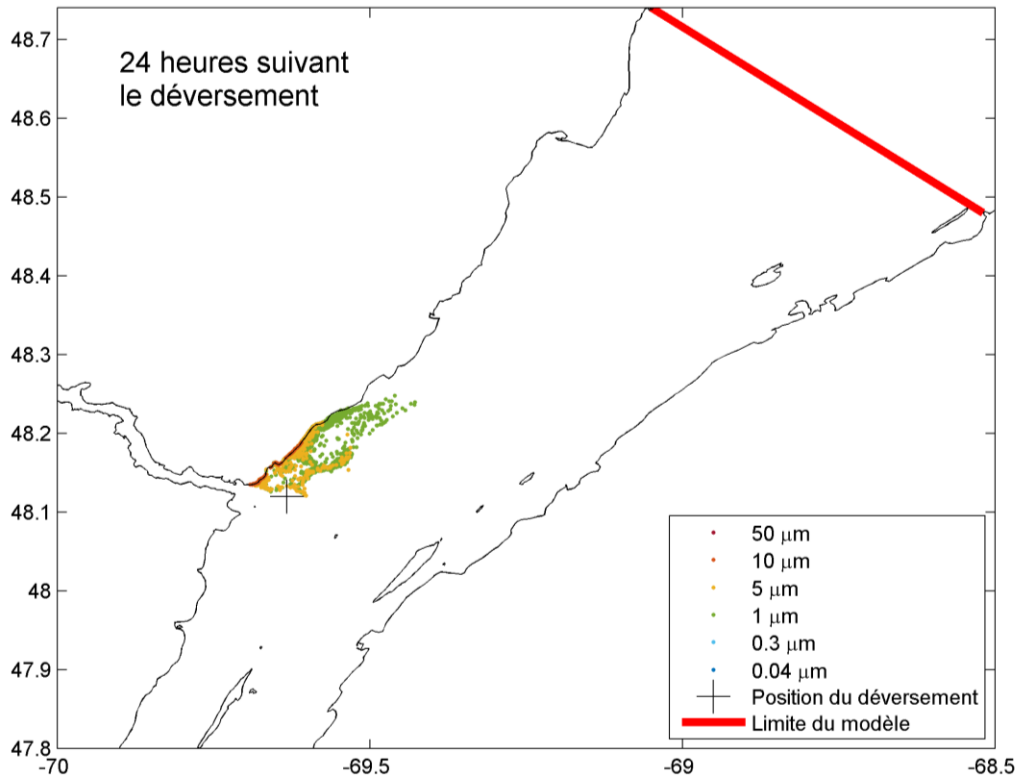 48.7
48.6
48.5
48.4
48.3
48.2
48.1
48
47.9
47.8
24 heures suivant
le déversement
50 μm
10 μm
5 μm
1 μm
0.3 μm
0.04 μm
Position du déversement
Limite du modèle
-70
-69.5
-69
-68.5